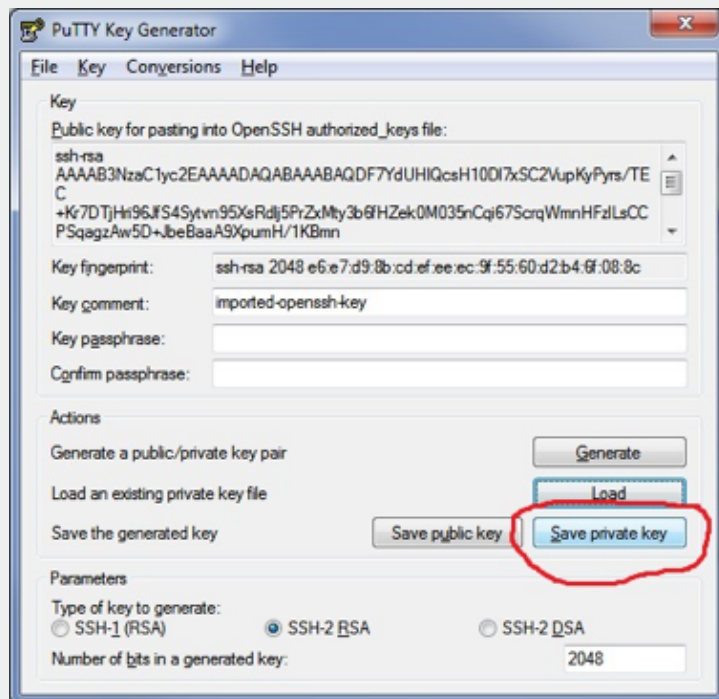 PuTTY Key Generator
File Key Conversions Help
Key
Public key for pasting into OpenSSH authorized_keys file:
ssh-rsa
AAAAB3NzaC1yc2EAAAADAQABAAABAQDF7YdUHIQcsH10DI7xSC2VupKyPyrs/TE
C
+Kr7DTjHri96JfS4Sytvn95XsRdlj5PrZxMty3b6fHZek0M035nCqi67ScrqWmnHFzlLsCC
PSqagzAw5D+JbeBaaA9XpumH/1KBmn
Key fingerprint: ssh-rsa 2048 e6:e7:d9:8b:cd:ef:ee:ec:9f:55:60:d2:b4:6f:08:8c
Key comment: imported-openssh-key
Key passphrase:
Confirm passphrase:
Actions
Generate a public/private key pair Generate
Load an existing private key file Load
Save the generated key Save public key Save private key
Parameters
Type of key to generate:
SSH-1 (RSA) SSH-2 RSA SSH-2 DSA
Number of bits in a generated key: 2048